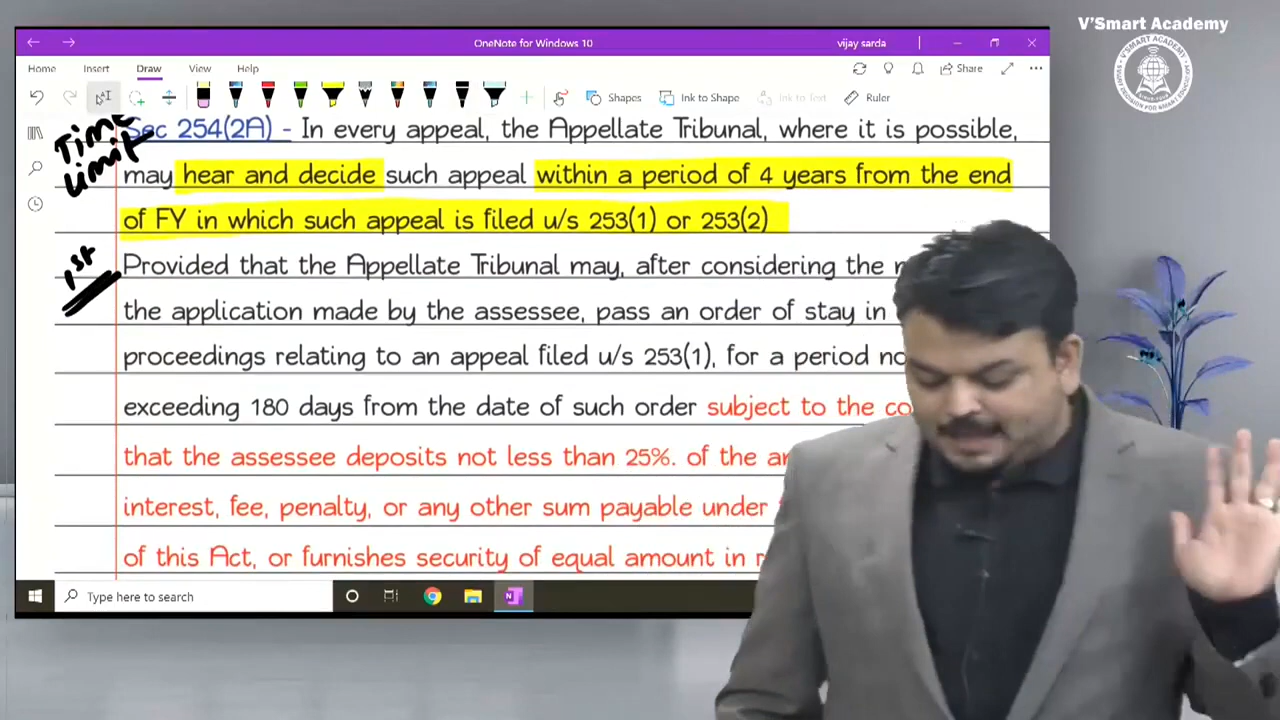 V'Smart Academy
OneNote for Windows 10
vijay sarda
Home Insert Draw View Help
Share
Shapes Ink to Shape Ink to Text Ruler
Time Limit
Sec 254(2A) - In every appeal, the Appellate Tribunal, where it is possible,
may hear and decide such appeal within a period of 4 years from the end
of FY in which such appeal is filed u/s 253(1) or 253(2)
1st
Provided that the Appellate Tribunal may, after considering the
the application made by the assessee, pass an order of stay in
proceedings relating to an appeal filed u/s 253(1), for a period
exceeding 180 days from the date of such order subject to the
that the assessee deposits not less than 25%. of the
interest, fee, penalty, or any other sum payable under
of this Act, or furnishes security of equal amount in
Type here to search